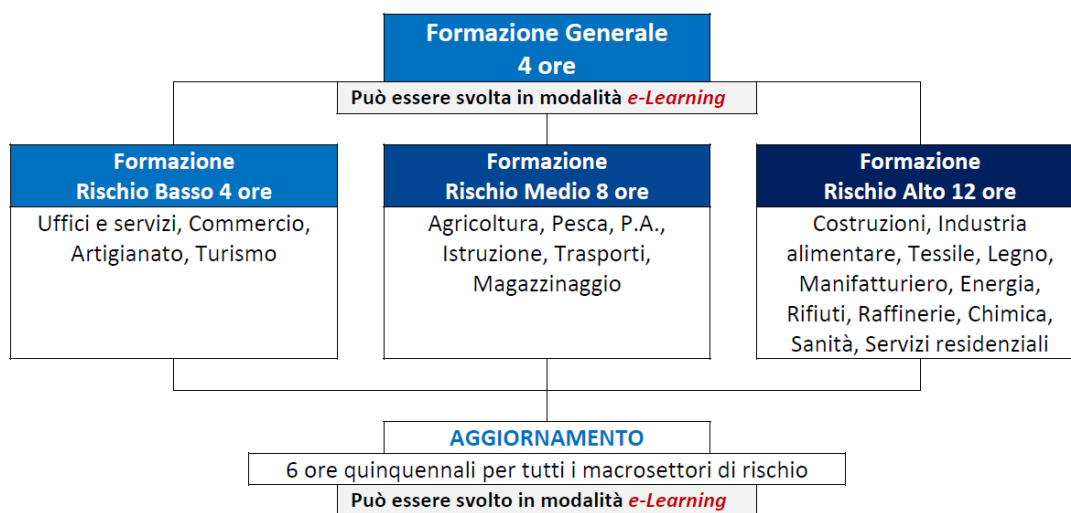 Formazione Generale
4 ore
Può essere svolta in modalità e-Learning
Formazione
Rischio Basso 4 ore
Uffici e servizi, Commercio,
Artigianato, Turismo
Formazione
Rischio Medio 8 ore
Agricoltura, Pesca, P.A.,
Istruzione, Trasporti,
Magazzinaggio
Formazione
Rischio Alto 12 ore
Costruzioni, Industria
alimentare, Tessile, Legno,
Manifatturiero, Energia,
Rifiuti, Raffinerie, Chimica,
Sanità, Servizi residenziali
AGGIORNAMENTO
6 ore quinquennali per tutti i macrosettori di rischio
Può essere svolto in modalità e-Learning